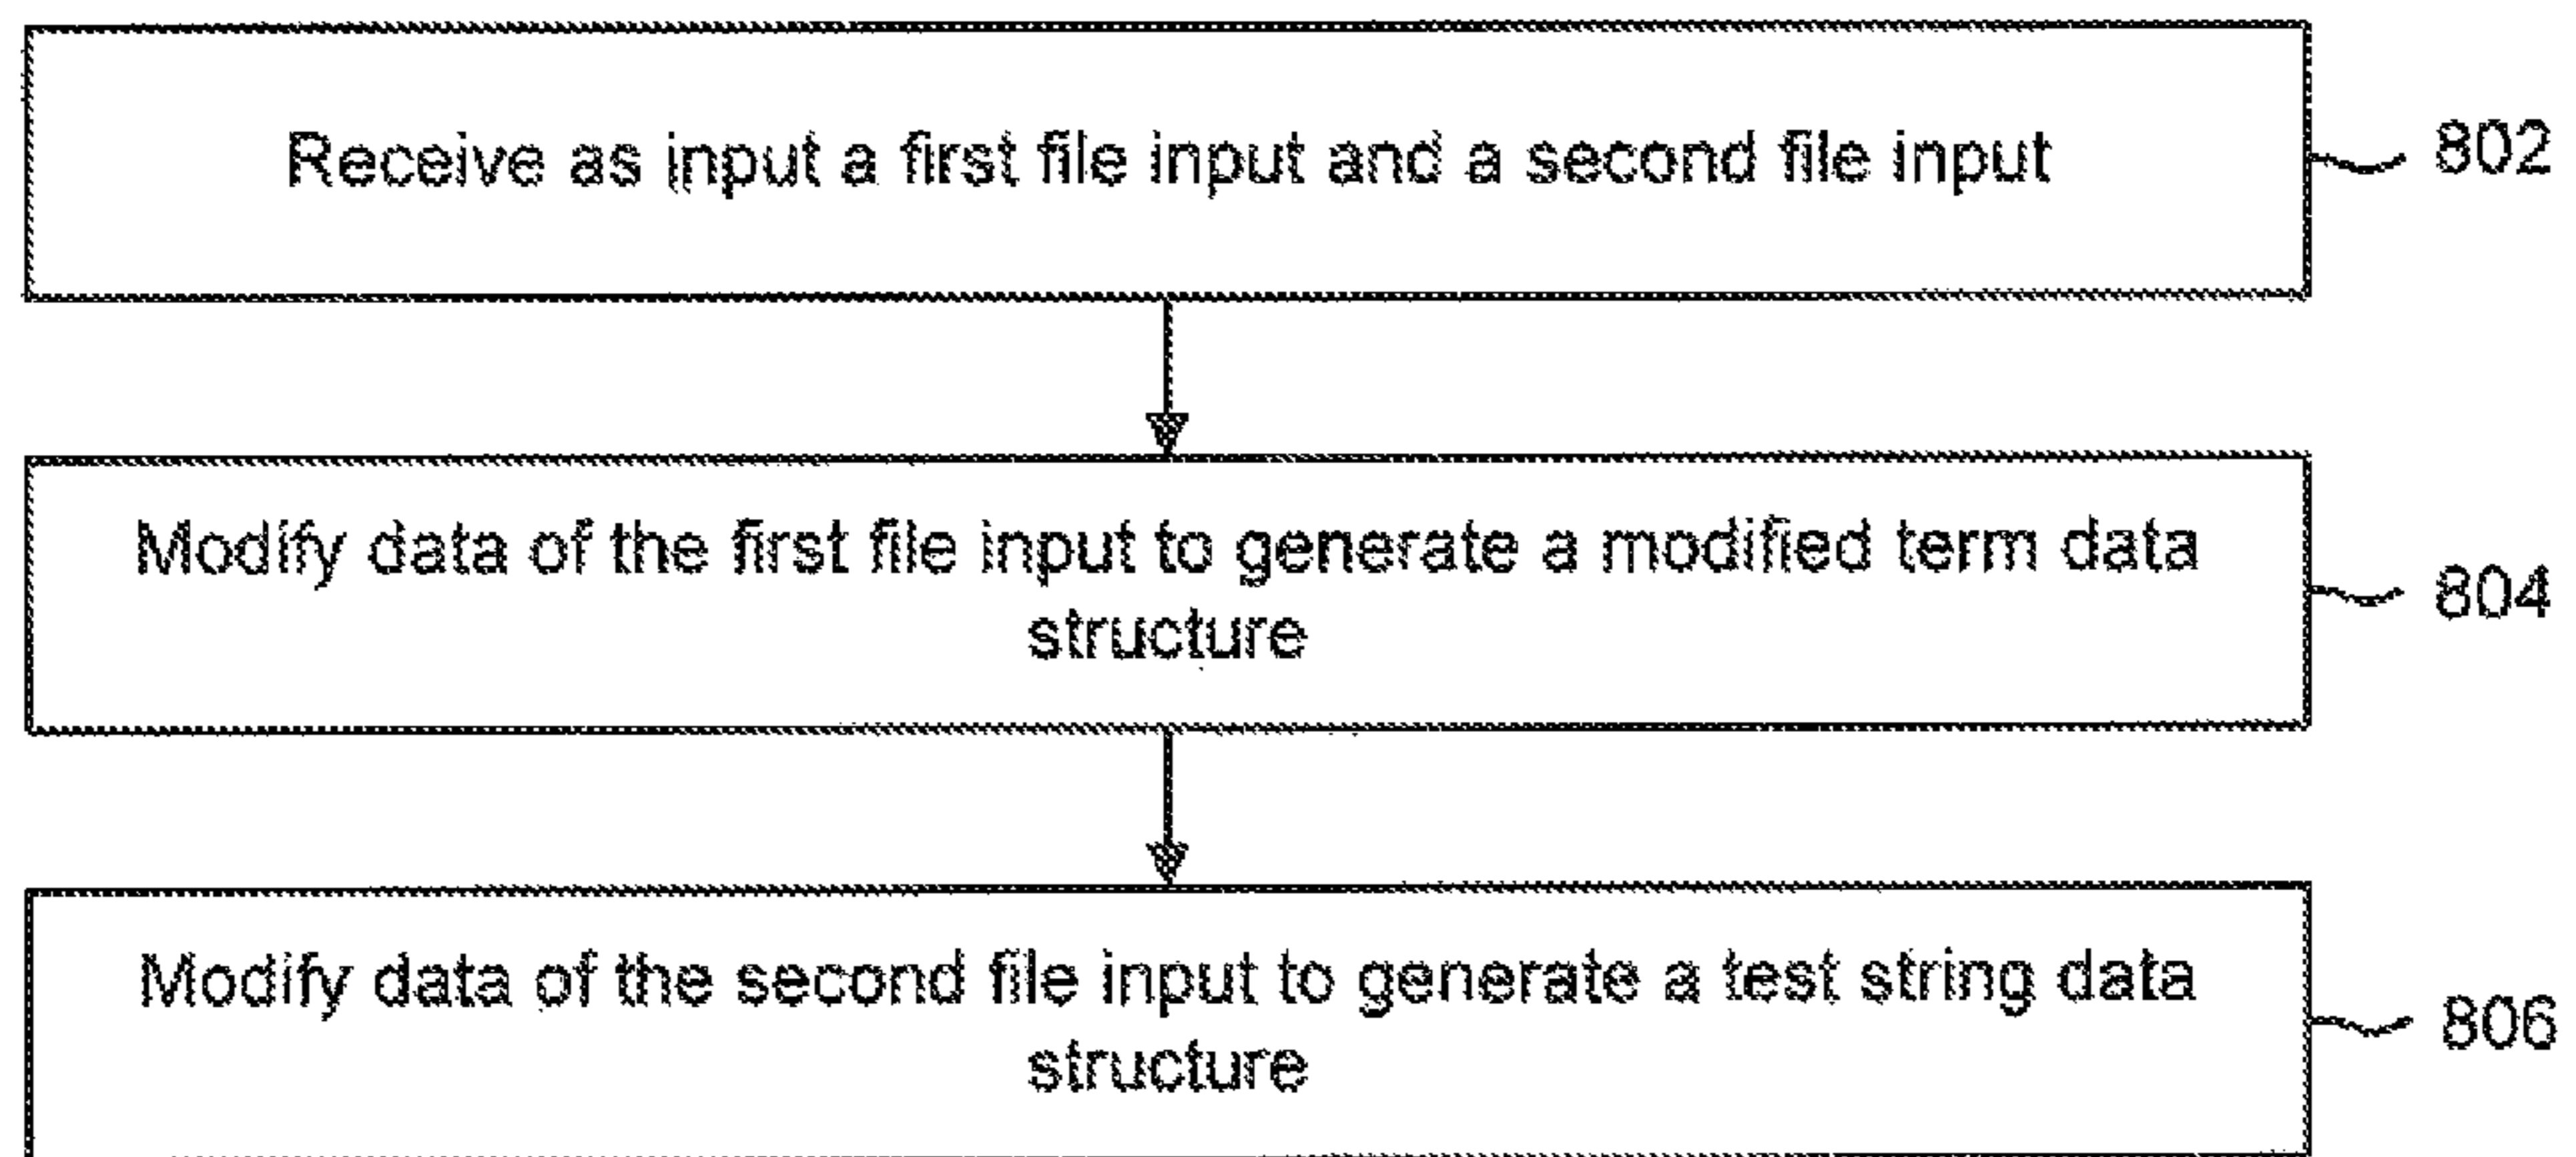 Receive as input a first file input and a second file input
802
Modify data of the first file input to generate a modified term data
structure
804
Modify data of the second file input to generate a test string data
structure
806